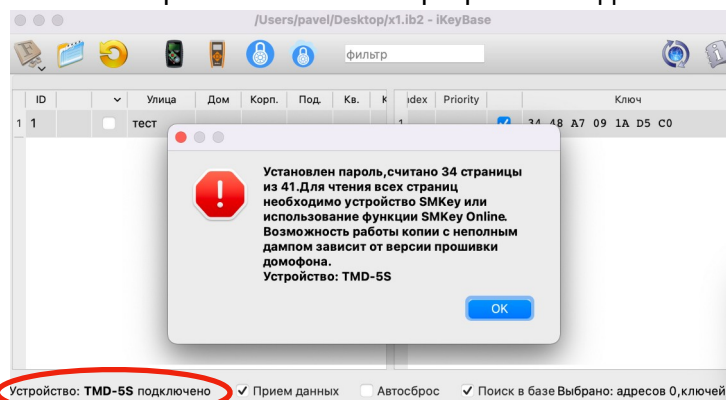 /Users/pavel/Desktop/x1.ib2 - iKeyBase
фильтр
ID Улица Дом Корп. Под. Кв. К
1 1 тест
dex Priority Ключ
1 34 48 A7 09 1A D5 C0
Установлен пароль,считано 34 страницы
из 41.Для чтения всех страниц
необходимо устройство SMKey или
использование функции SMKey Online.
Возможность работы копии с неполным
дампом зависит от версии прошивки
домофона.
Устройство: TMD-5S
OK
Устройство: TMD-5S подключено Прием данных Автосброс Поиск в базе Выбрано: адресов 0,ключей